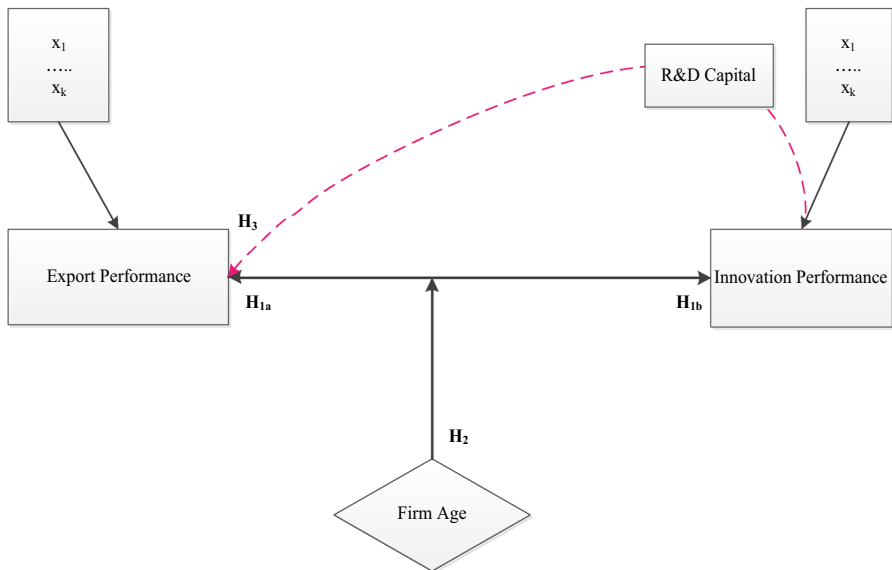 x1
…..
xk
R&D Capital
x1
…..
xk
H3
Export Performance
Innovation Performance
H1a
H1b
H2
Firm Age